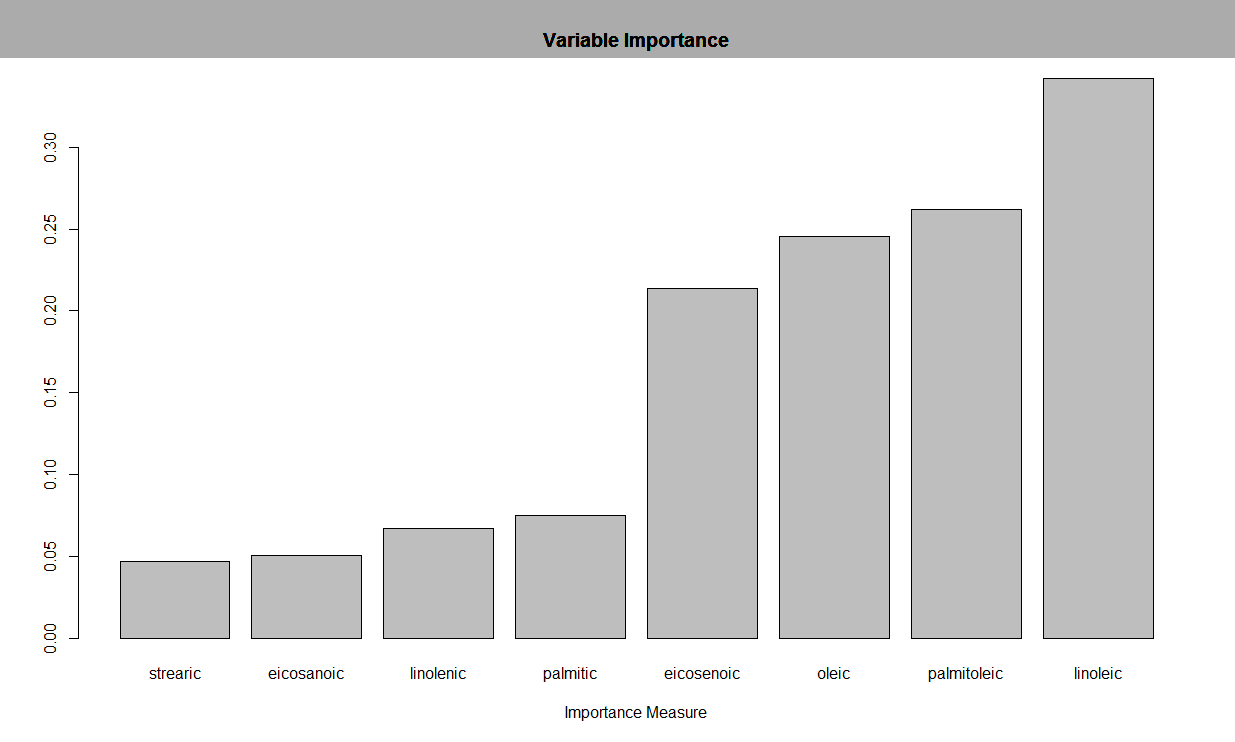 Variable Importance
0.30
0.25
0.20
0.15
0.10
0.05
0.00
strearic eicosanoic linolenic palmitic eicosenoic oleic palmitoleic linoleic
Importance Measure